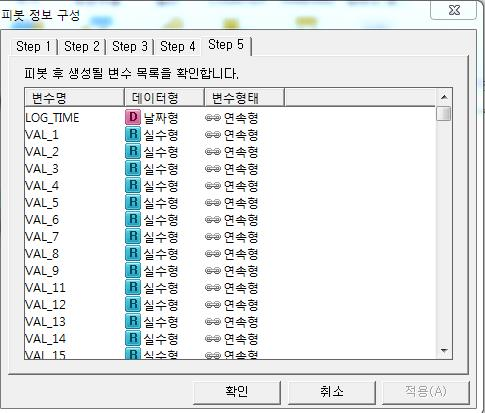 피봇 정보 구성
Step 1 Step 2 Step 3 Step 4 Step 5
피봇 후 생성될 변수 목록을 확인합니다.
변수명 데이터형 변수형태
LOG_TIME D 날짜형 연속형
VAL_1 R 실수형 연속형
VAL_2 R 실수형 연속형
VAL_3 R 실수형 연속형
VAL_4 R 실수형 연속형
VAL_5 R 실수형 연속형
VAL_6 R 실수형 연속형
VAL_7 R 실수형 연속형
VAL_8 R 실수형 연속형
VAL_9 R 실수형 연속형
VAL_11 R 실수형 연속형
VAL_12 R 실수형 연속형
VAL_13 R 실수형 연속형
VAL_14 R 실수형 연속형
VAL_15 R 실수형 연속형
확인 취소 적용(A)